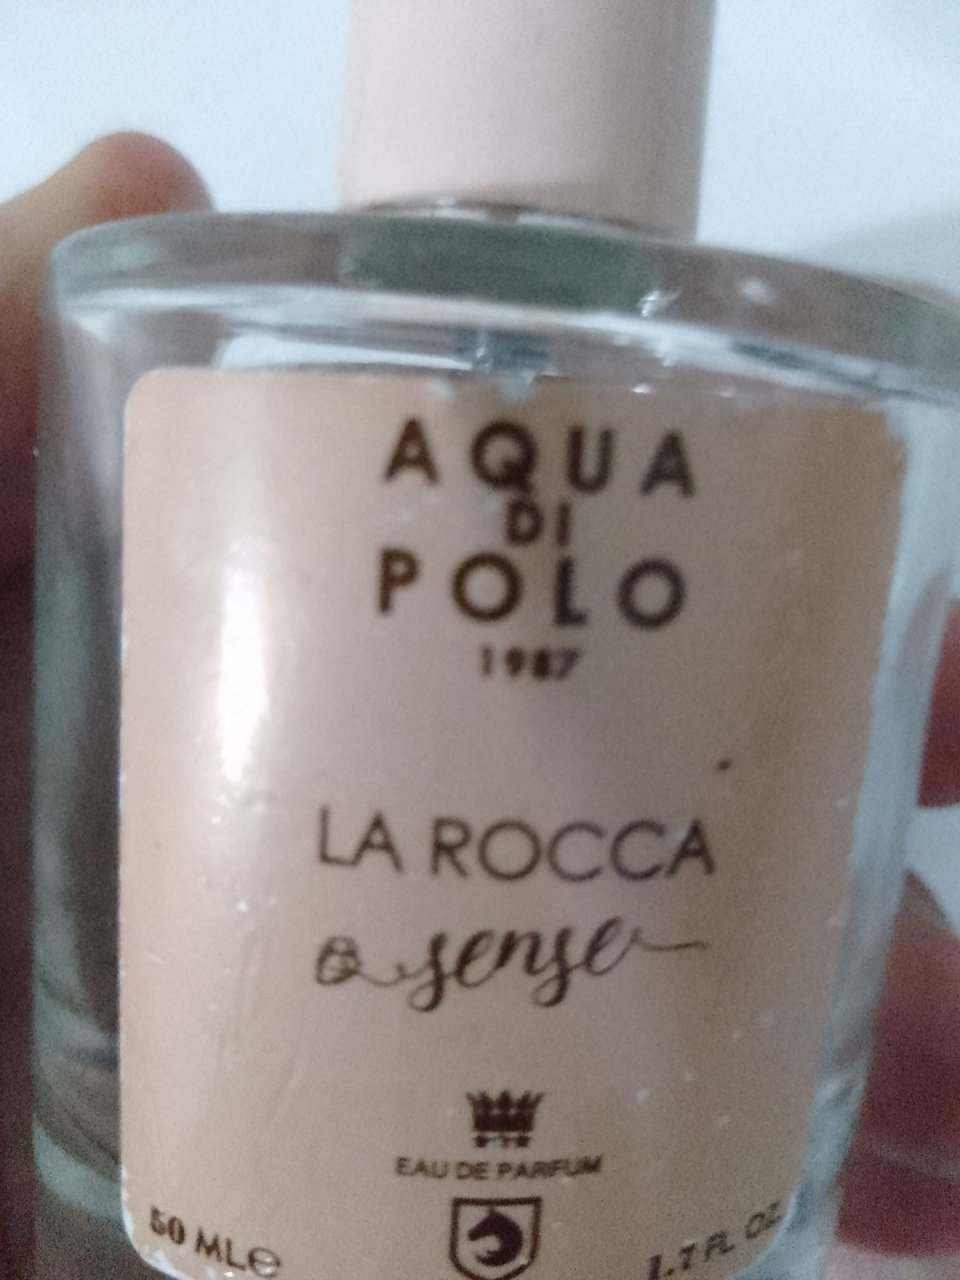 AQUA
DI
POLO
1987
LA ROCCA
sense
EAU DE PARFUM
50 ML℮
1.7 FL OZ.